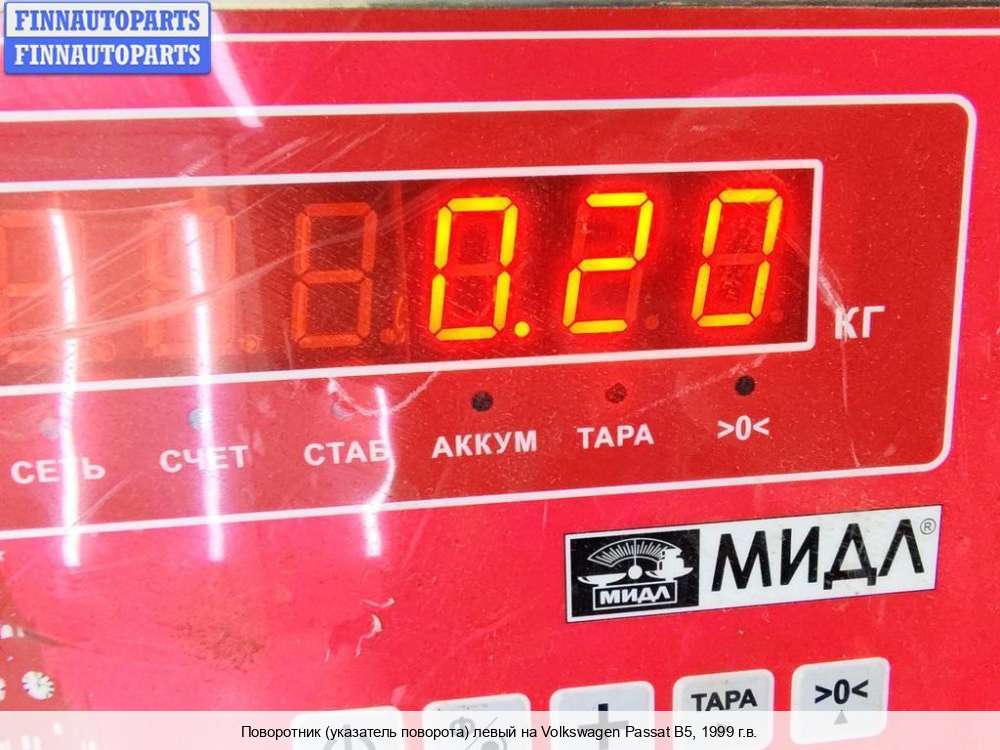 FINNAUTOPARTS
FINNAUTOPARTS
0.20
КГ
СЕТЬ СЧЕТ СТАБ АККУМ ТАРА >0<
МИДЛ МИДЛ®
ТАРА >0<
Поворотник (указатель поворота) левый на Volkswagen Passat B5, 1999 г.в.